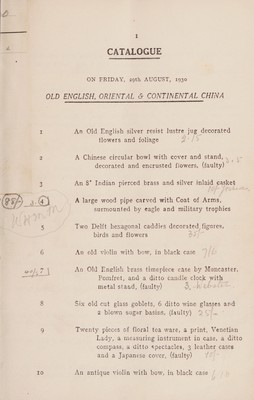 1
CATALOGUE
ON FRIDAY, 29th AUGUST, 1930
OLD ENGLISH, ORIENTAL & CONTINENTAL CHINA
1 An Old English silver resist lustre jug decorated
flowers and foliage
2 A Chinese circular bowl with cover and stand,
decorated and encrusted flowers, (faulty)
3 An 8" Indian pierced brass and silver inlaid casket
4 A large wood pipe carved with Coat of Arms,
surmounted by eagle and military trophies
5 Two Delft hexagonal caddies decorated figures,
birds and flowers
6 An old violin with bow, in black case 7/6
7 An Old English brass timepiece case by Muncaster,
Pomfret, and a ditto candle clock with
metal stand, (faulty)
8 Six old cut glass goblets, 6 ditto wine glasses and
a blown sugar basins, (faulty) 25/-
9 Twenty pieces of floral tea ware, a print, Venetian
Lady, a measuring instrument in case, a ditto
compass, a ditto spectacles, 3 leather cases
and a Japanese cover, (faulty)
10 An antique violin with bow, in black case